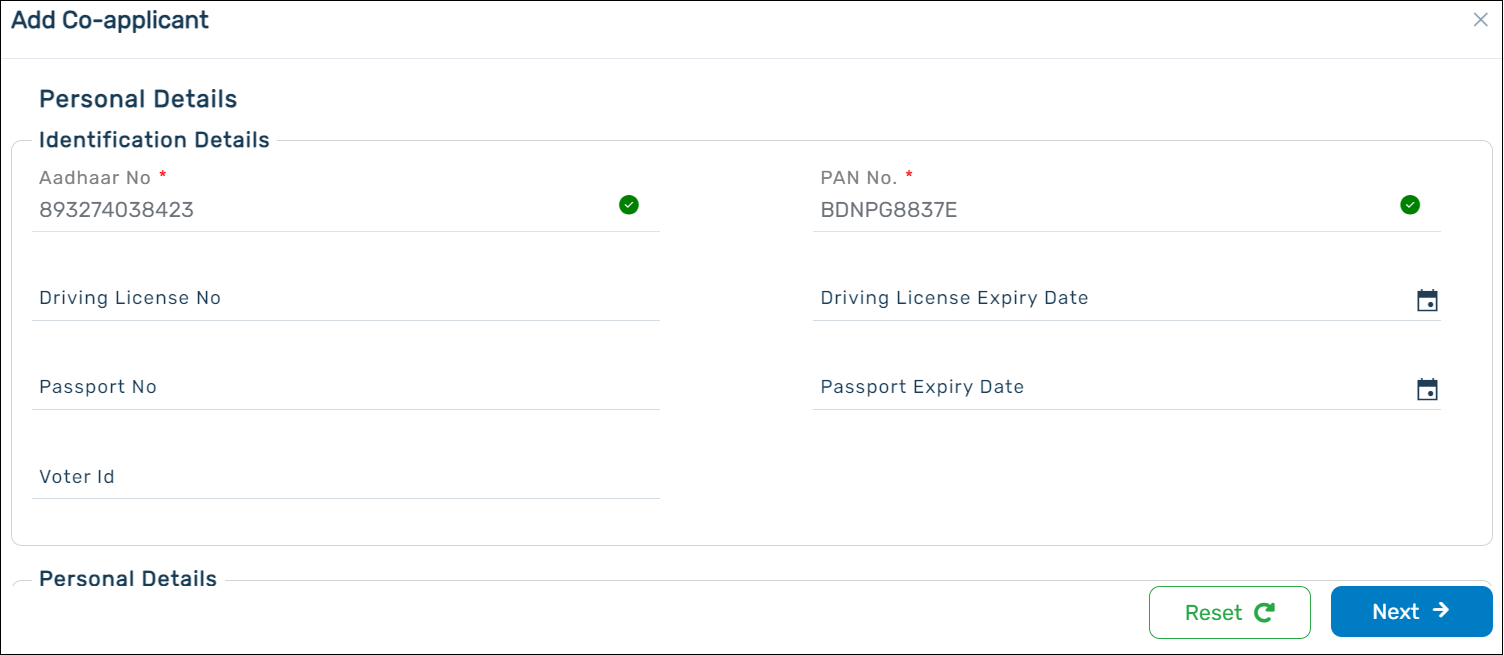 Add Co-applicant
Personal Details
Identification Details
Aadhaar No *
PAN No. *
893274038423
BDNPG8837E
Driving License No
Driving License Expiry Date
Passport No
Passport Expiry Date
Voter Id
Personal Details
Reset
Next